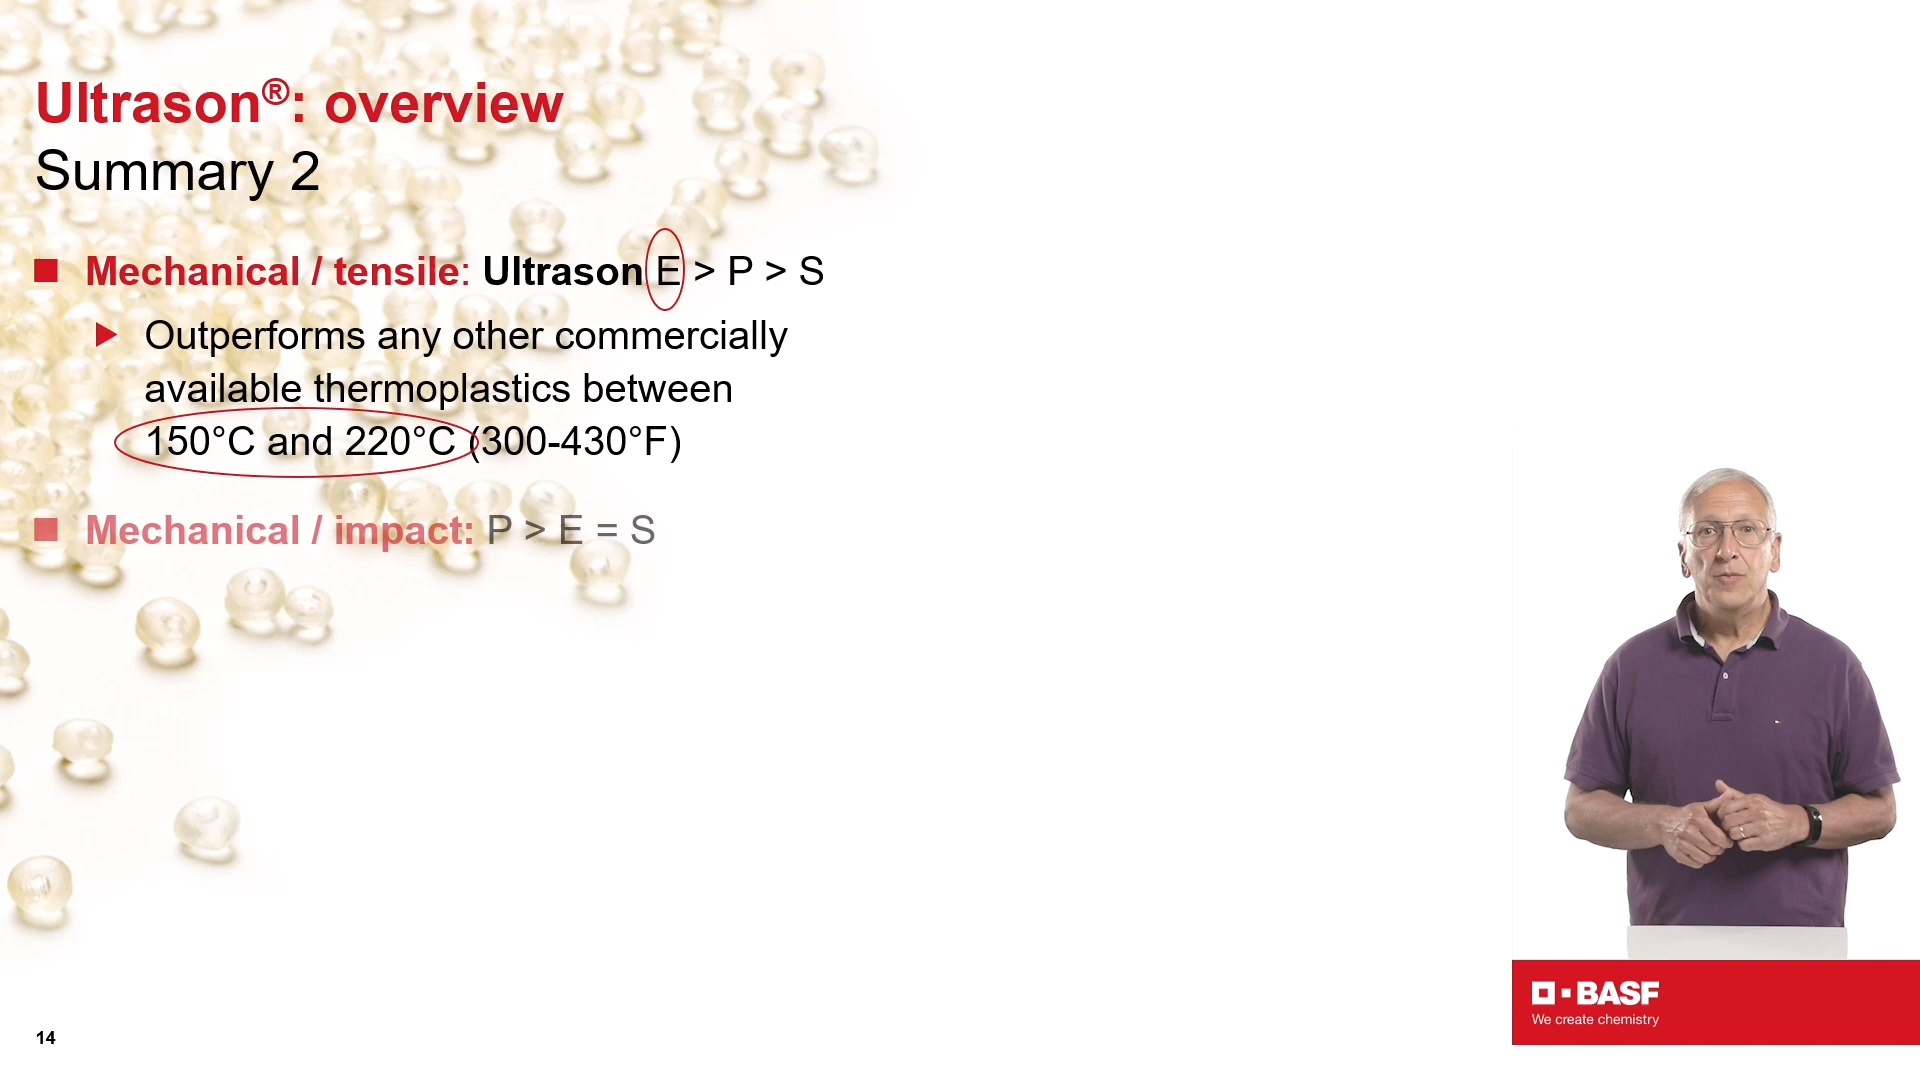 Ultrason®: overview
Summary 2
Mechanical / tensile: Ultrason E > P > S
Outperforms any other commercially
available thermoplastics between
150°C and 220°C (300-430°F)
Mechanical / impact: P > E = S
BASF
We create chemistry
14